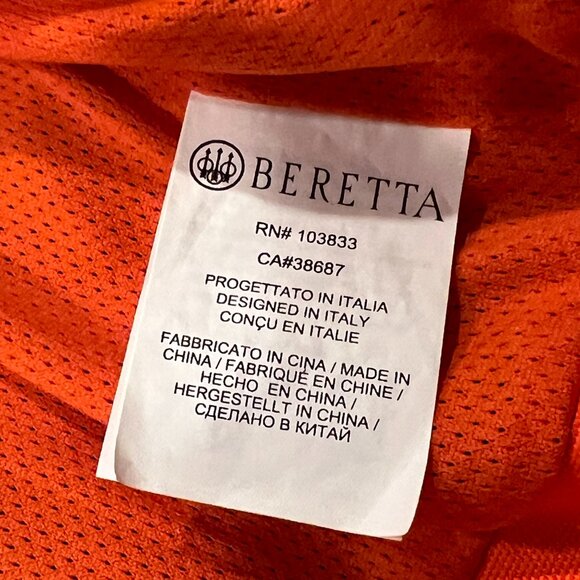 BERETTA
RN# 103833
CA#38687
PROGETTATO IN ITALIA
DESIGNED IN ITALY
CONÇU EN ITALIE
FABBRICATO IN CINA / MADE IN
CHINA / FABRIQUÉ EN CHINE /
HECHO EN CHINA /
HERGESTELLT IN CHINA /
СДЕЛАНО В КИТАЙ